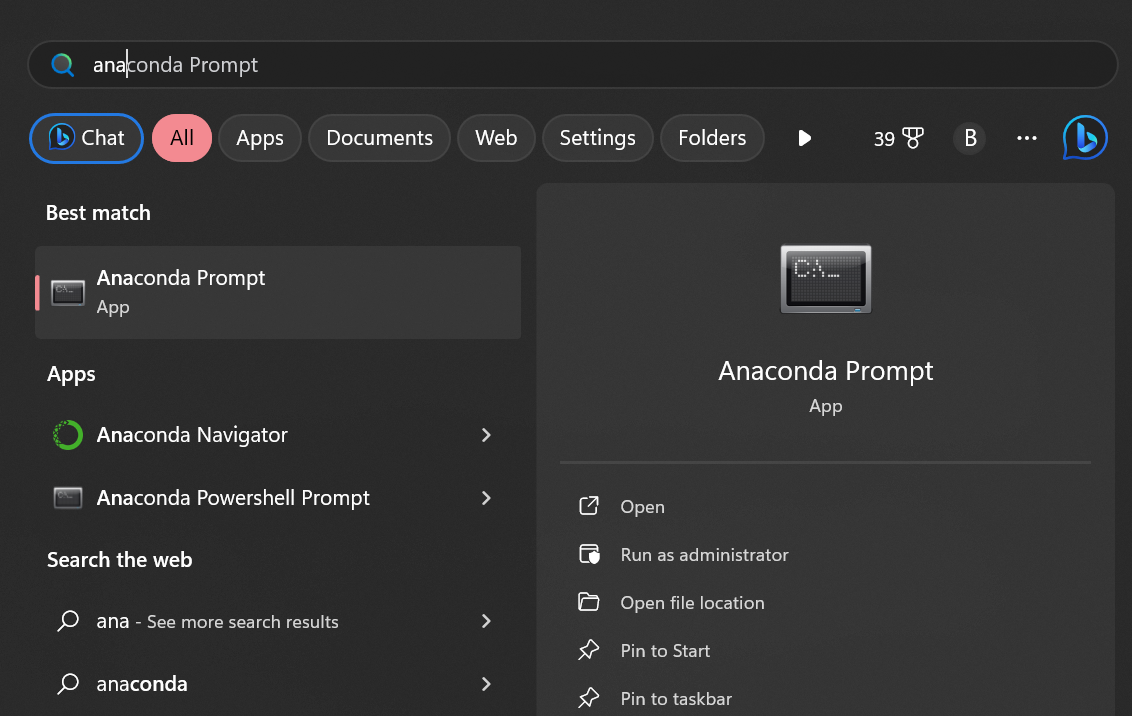 anaconda Prompt
Chat All Apps Documents Web Settings Folders 39 B
Best match
Anaconda Prompt
App
Apps
Anaconda Navigator
Anaconda Powershell Prompt
Search the web
ana - See more search results
anaconda
C:\_
Anaconda Prompt
App
Open
Run as administrator
Open file location
Pin to Start
Pin to taskbar